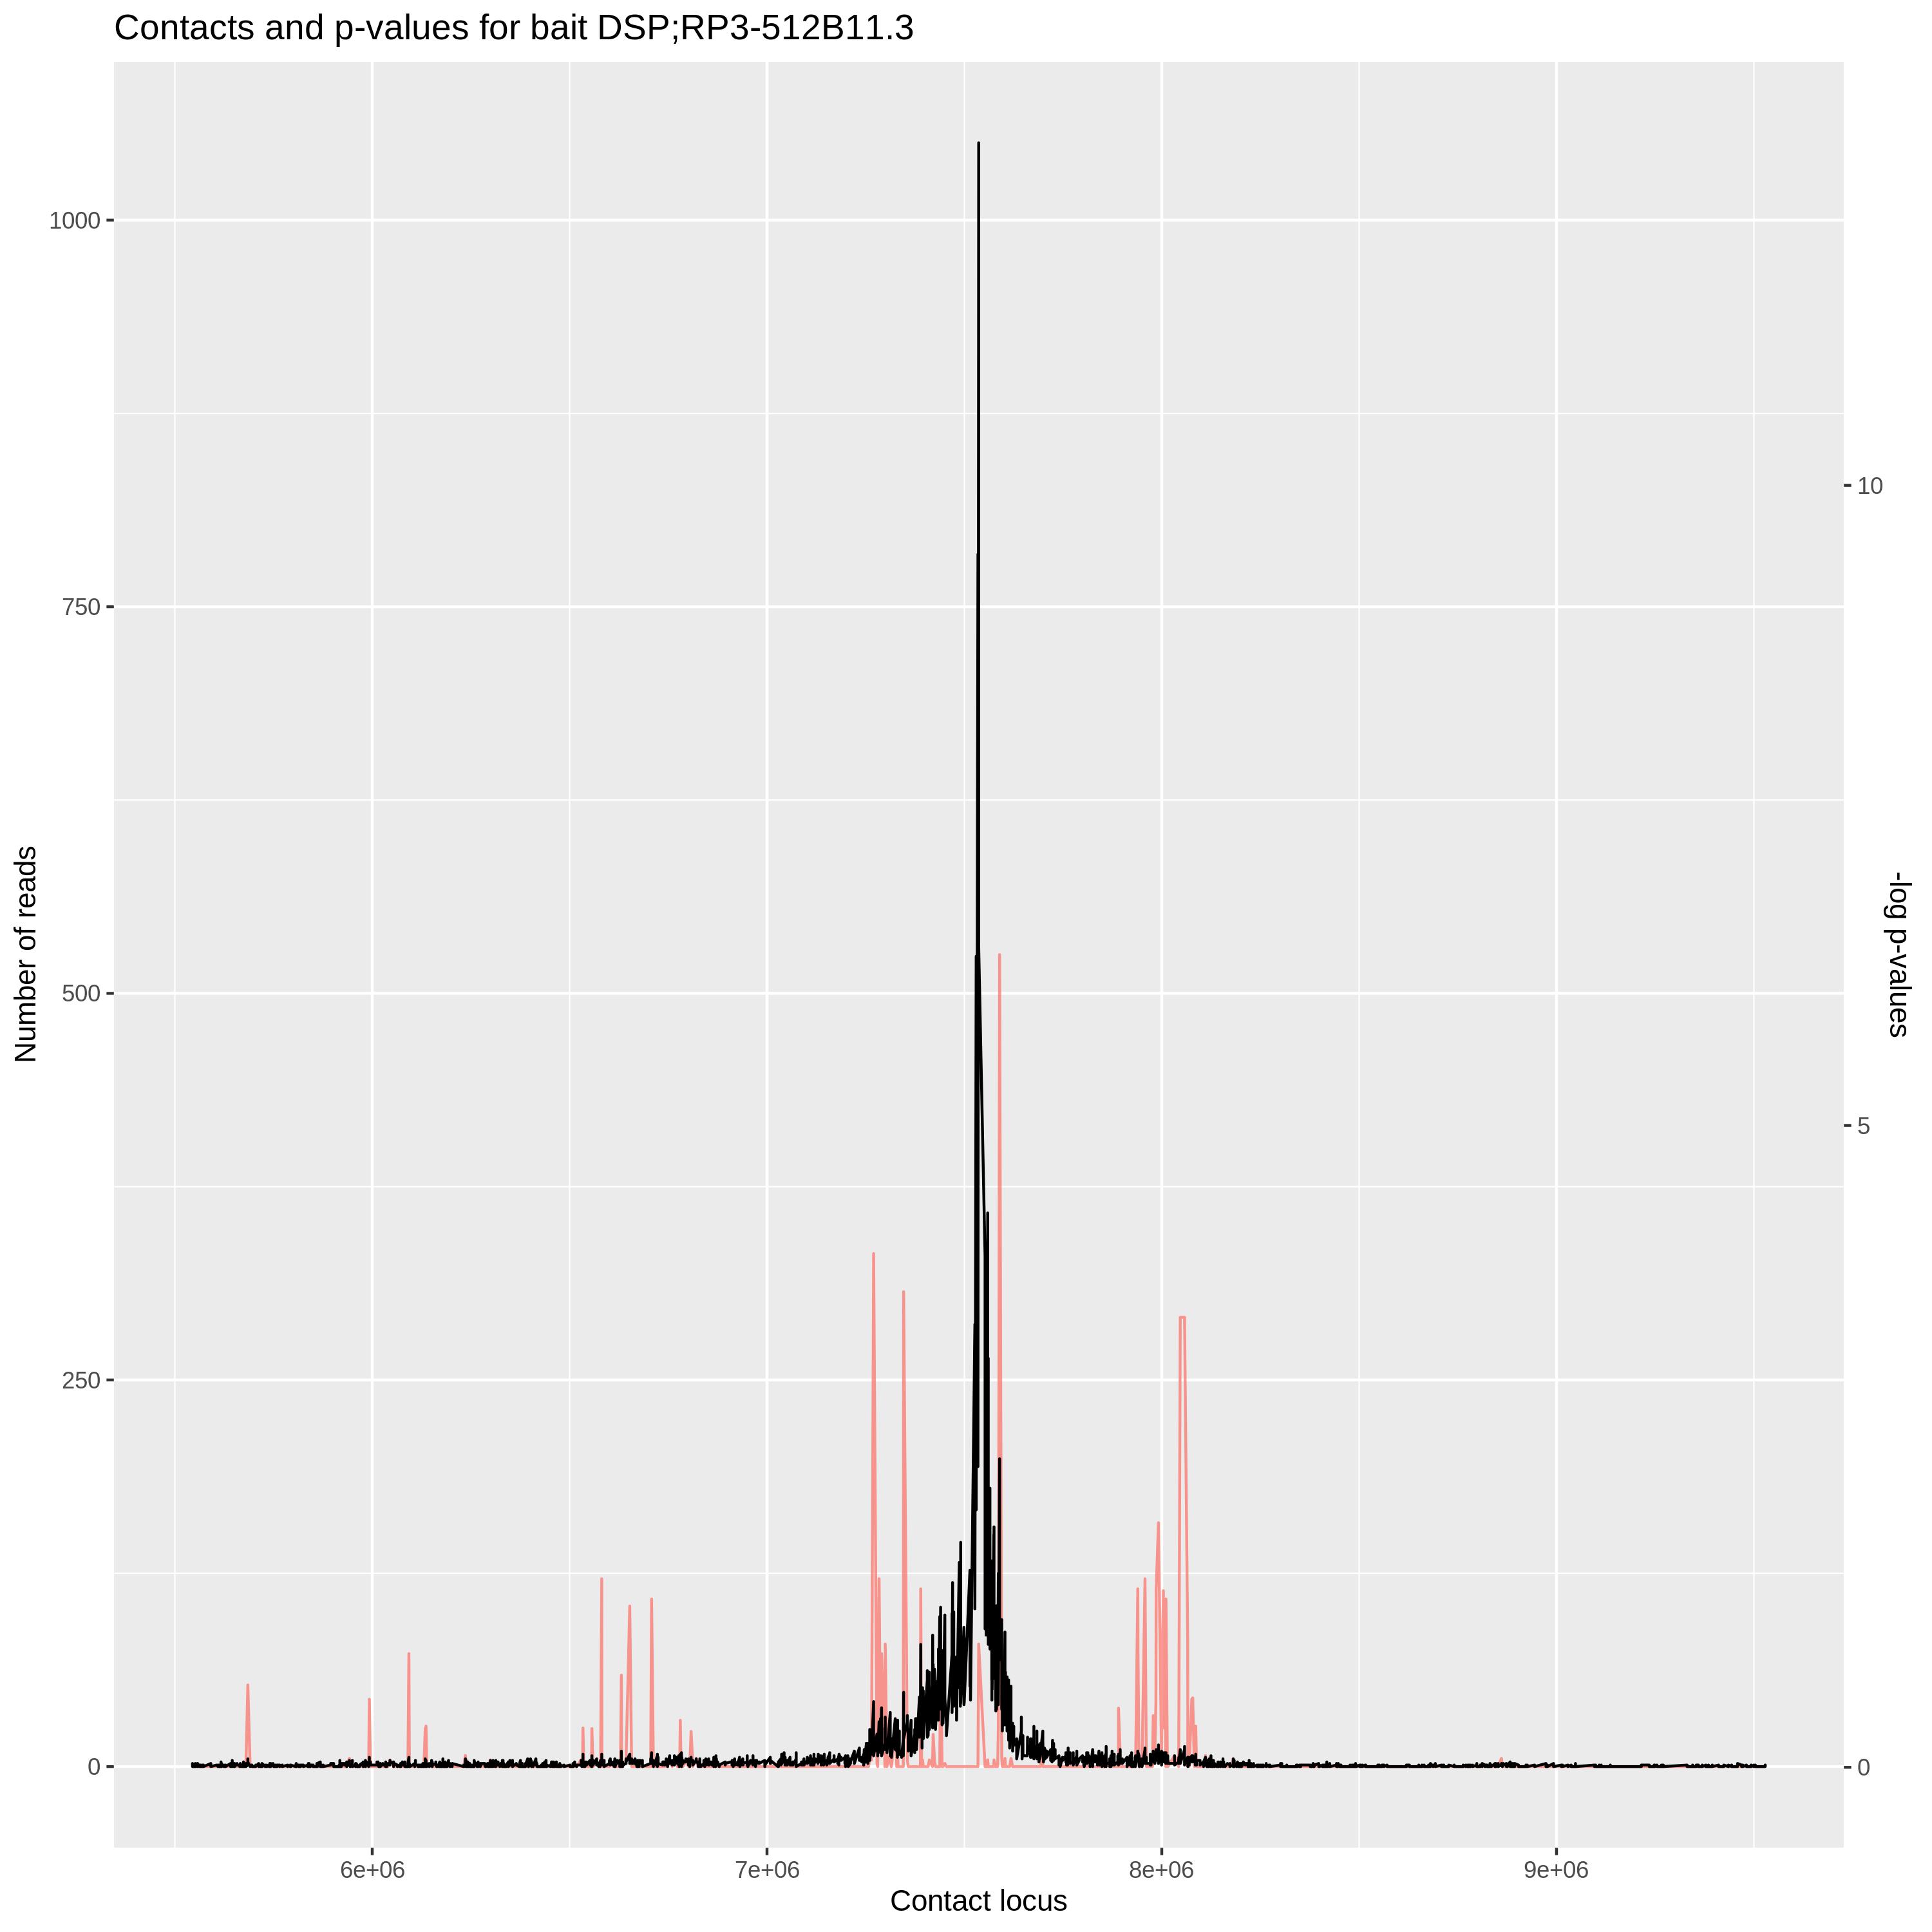 Contacts and p-values for bait DSP;RP3-512B11.3
Number of reads
1000
750
500
250
0
10
5
0
-log p-values
6e+06 7e+06 8e+06 9e+06
Contact locus